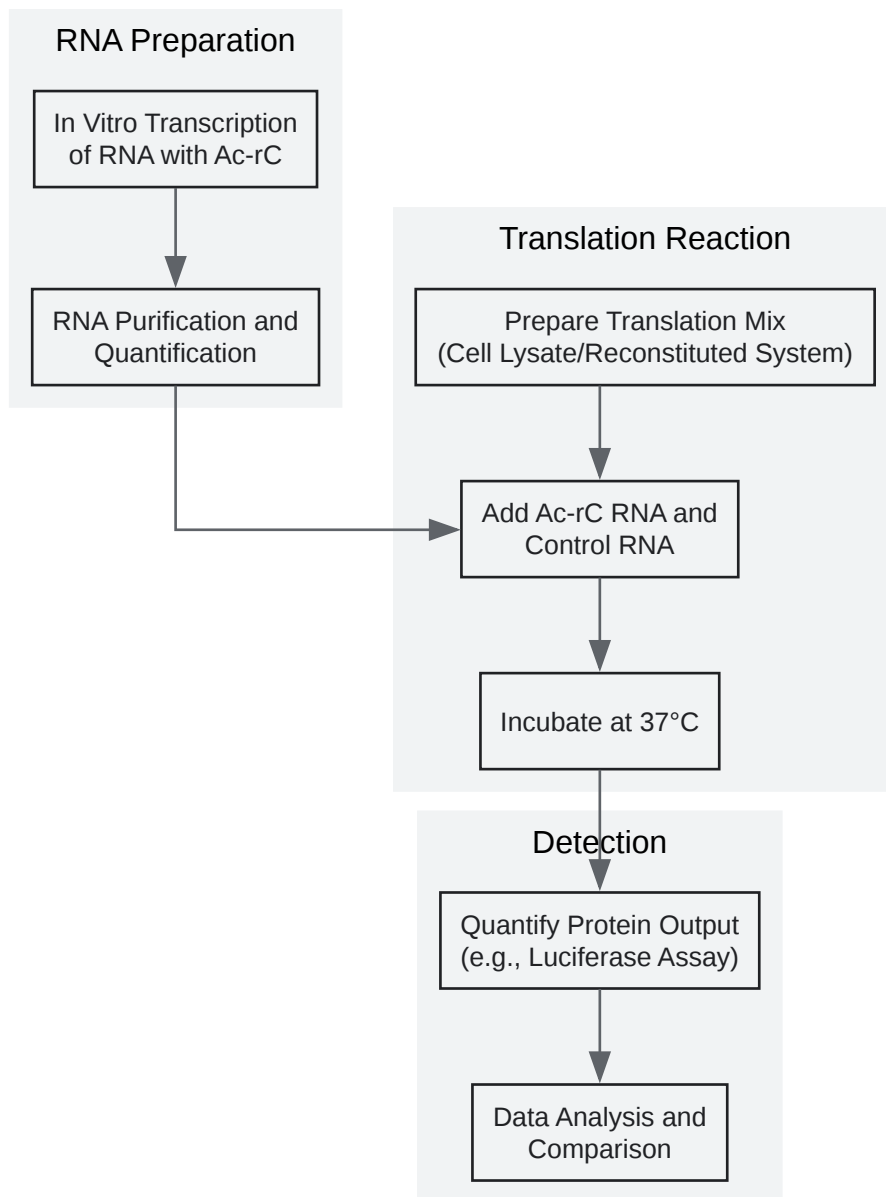 RNA Preparation
In Vitro Transcription
of RNA with Ac-rC
RNA Purification and
Quantification
Translation Reaction
Prepare Translation Mix
(Cell Lysate/Reconstituted System)
Add Ac-rC RNA and
Control RNA
Incubate at 37°C
Detection
Quantify Protein Output
(e.g., Luciferase Assay)
Data Analysis and
Comparison